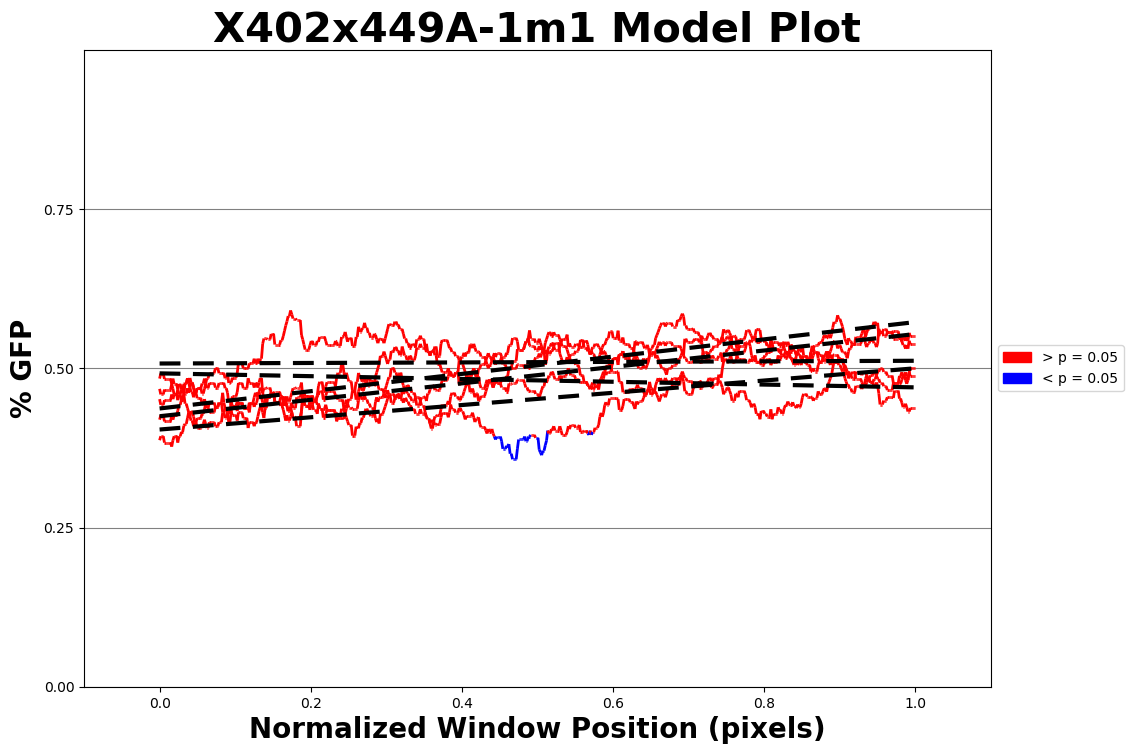 X402x449A-1m1 Model Plot
% GFP
0.75
0.50
0.25
0.00
0.0 0.2 0.4 0.6 0.8 1.0
Normalized Window Position (pixels)
> p = 0.05
< p = 0.05